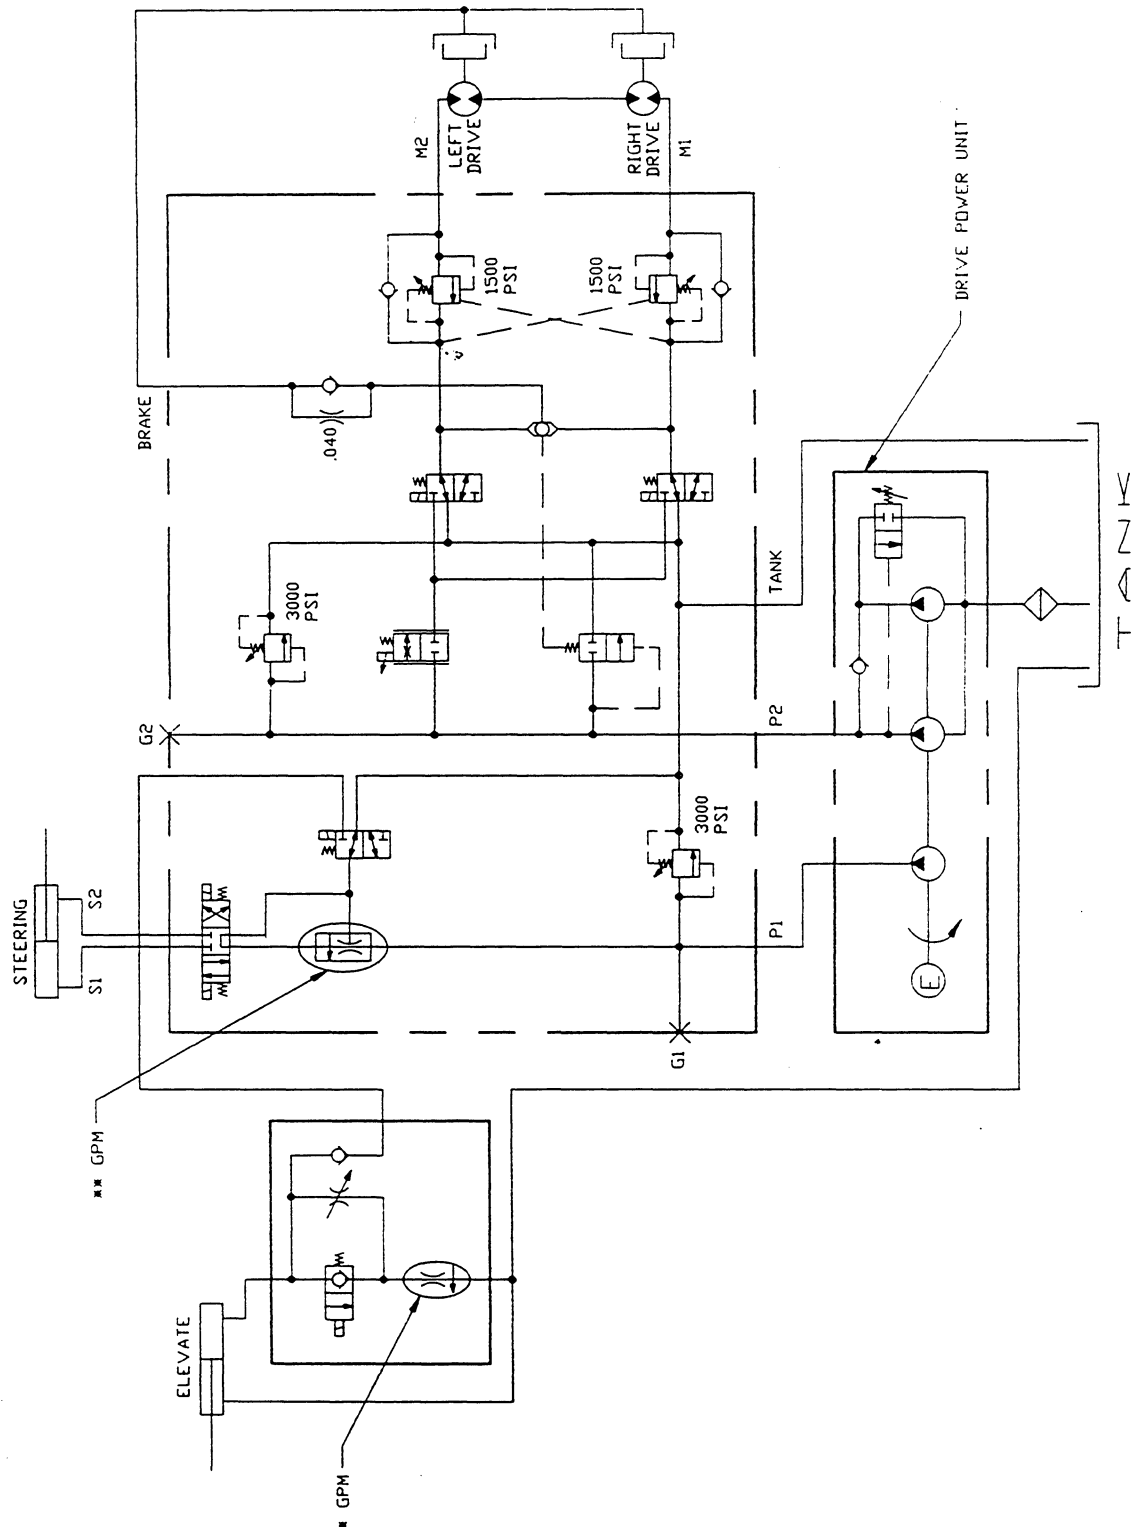 STEERING
S1
S2
G2
BRAKE
.040
M2
LEFT
DRIVE
RIGHT
DRIVE
M1
1500
PSI
1500
PSI
3000
PSI
3000
PSI
P2
TANK
P1
G1
E
DRIVE POWER UNIT
TANK
** GPM
ELEVATE
* GPM